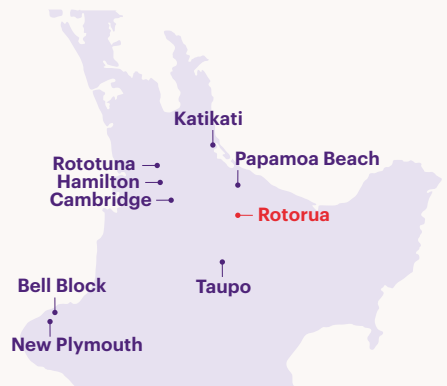 Katikati
Papamoa Beach
Rototuna
Hamilton
Cambridge
Rotorua
Taupo
Bell Block
New Plymouth